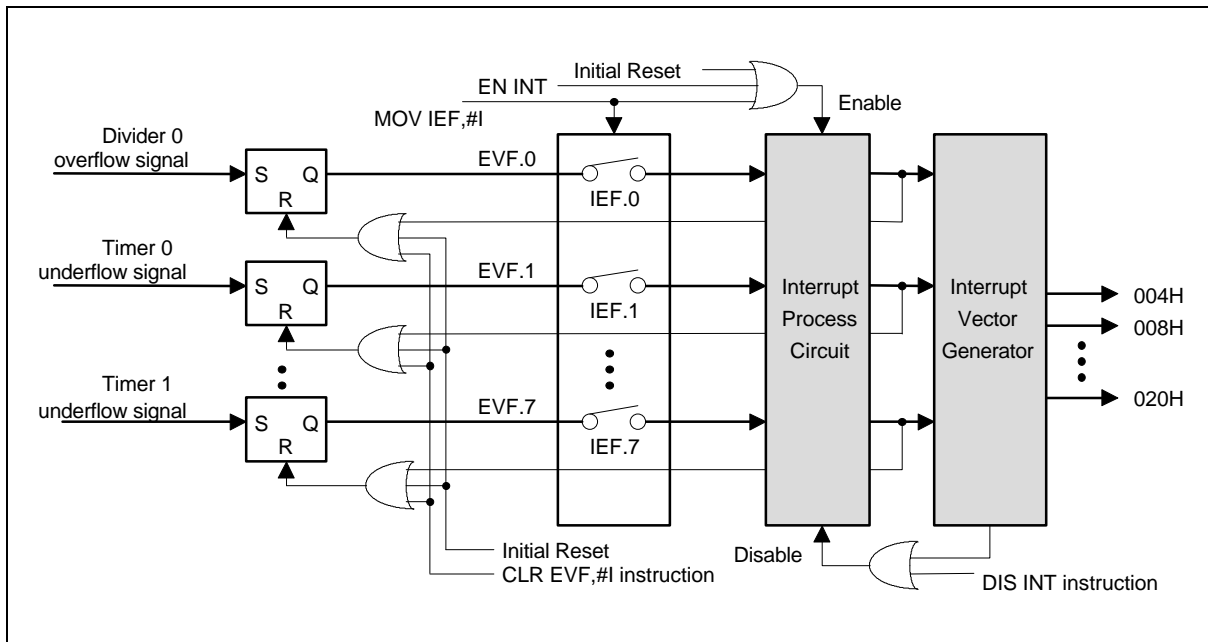 Initial Reset
EN INT
MOV IEF,#I
Enable
Divider 0
overflow signal
S Q
R
EVF.0
IEF.0
Timer 0
underflow signal
S Q
R
EVF.1
IEF.1
Timer 1
underflow signal
S Q
R
EVF.7
IEF.7
Interrupt
Process
Circuit
Interrupt
Vector
Generator
004H
008H
020H
Initial Reset
CLR EVF,#I instruction
Disable
DIS INT instruction